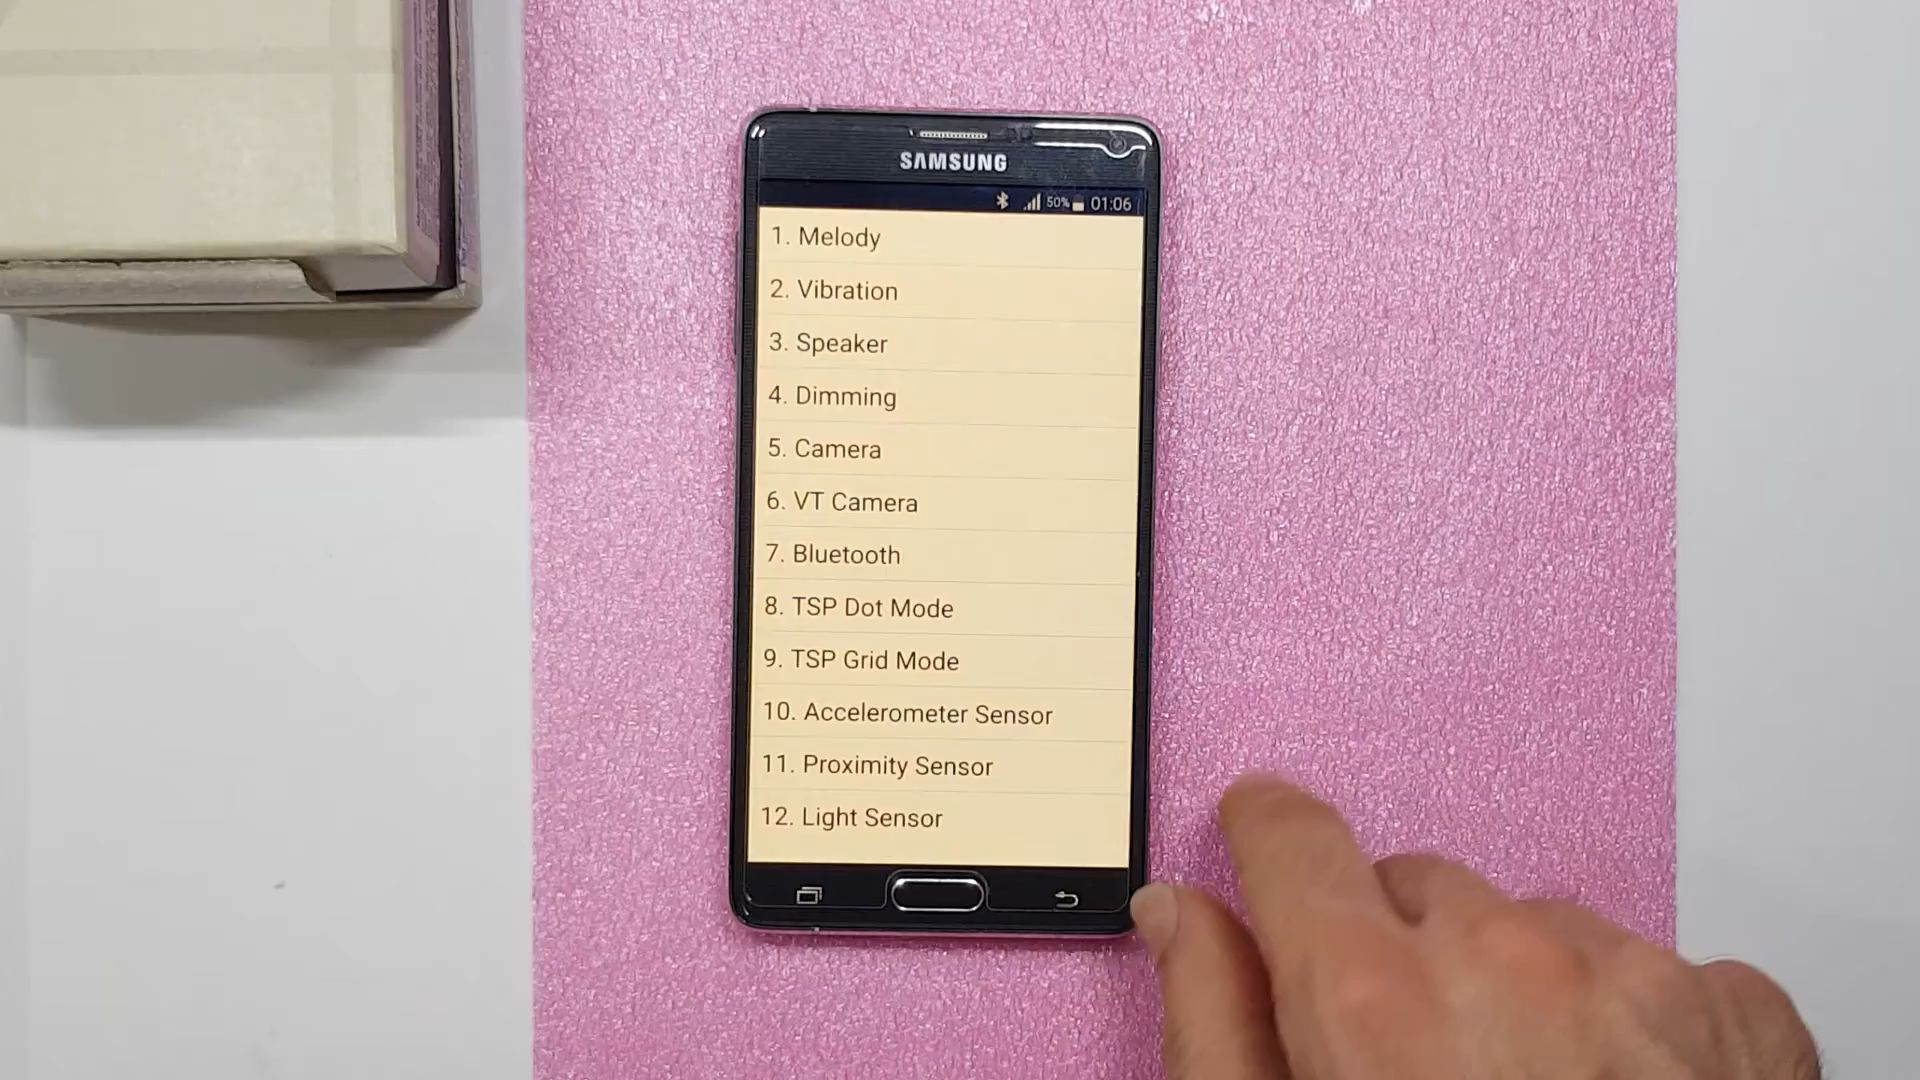 SAMSUNG
50% 01:06
1. Melody
2. Vibration
3. Speaker
4. Dimming
5. Camera
6. VT Camera
7. Bluetooth
8. TSP Dot Mode
9. TSP Grid Mode
10. Accelerometer Sensor
11. Proximity Sensor
12. Light Sensor